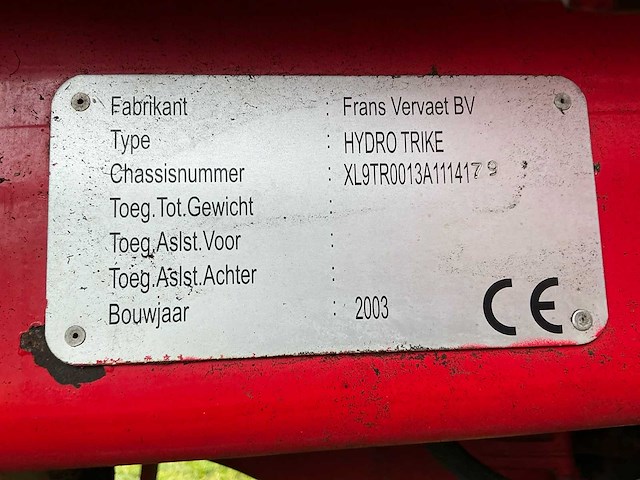 Fabrikant : Frans Vervaet BV
Type : HYDRO TRIKE
Chassisnummer : XL9TR0013A1114179
Toeg.Tot.Gewicht :
Toeg.Aslst.Voor :
Toeg.Aslst.Achter :
Bouwjaar : 2003
CE